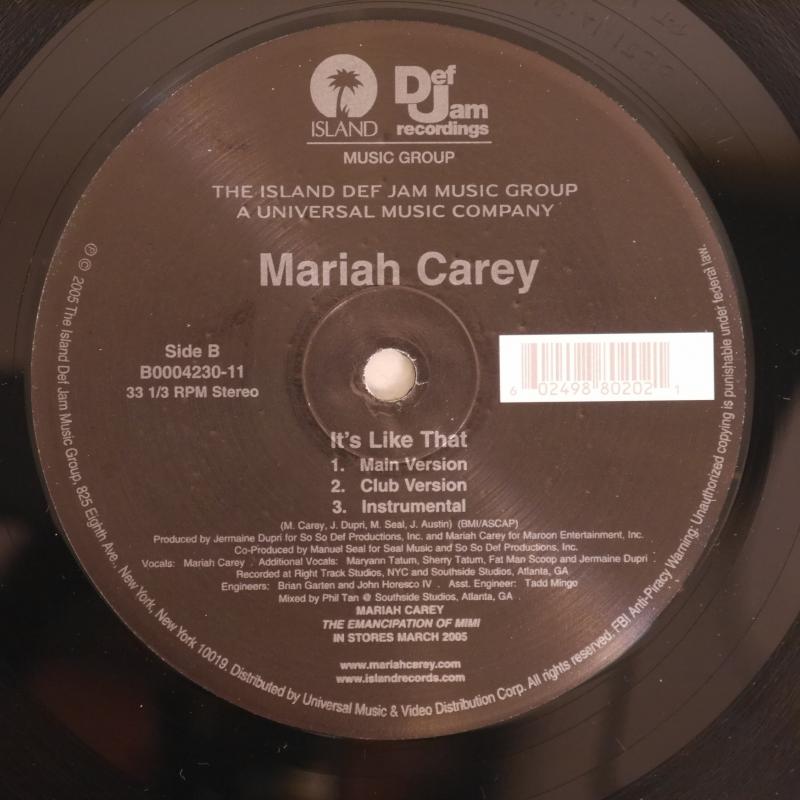 ISLAND
Def Jam recordings
MUSIC GROUP
THE ISLAND DEF JAM MUSIC GROUP
A UNIVERSAL MUSIC COMPANY
Mariah Carey
Side B
B0004230-11
33 1/3 RPM Stereo
6 02498 80202 1
It's Like That
1. Main Version
2. Club Version
3. Instrumental
(M. Carey, J. Dupri, M. Seal, J. Austin) (BMI/ASCAP)
Produced by Jermaine Dupri for So So Def Productions, Inc. and Mariah Carey for Maroon Entertainment, Inc.
Co-Produced by Manuel Seal for Seal Music and So So Def Productions, Inc.
Vocals: Mariah Carey . Additional Vocals: Maryann Tatum, Sherry Tatum, Fat Man Scoop and Jermaine Dupri .
Recorded at Right Track Studios, NYC and Southside Studios, Atlanta, GA
Engineers: Brian Garten and John Horesco IV . Asst. Engineer: Tadd Mingo
Mixed by Phil Tan @ Southside Studios, Atlanta, GA .
MARIAH CAREY
THE EMANCIPATION OF MIMI
IN STORES MARCH 2005
www.mariahcarey.com
www.islandrecords.com
℗ © 2005 The Island Def Jam Music Group, 825 Eighth Ave., New York, New York 10019. Distributed by Universal Music & Video Distribution Corp. All rights reserved. FBI Anti-Piracy Warning: Unauthorized copying is punishable under federal law.